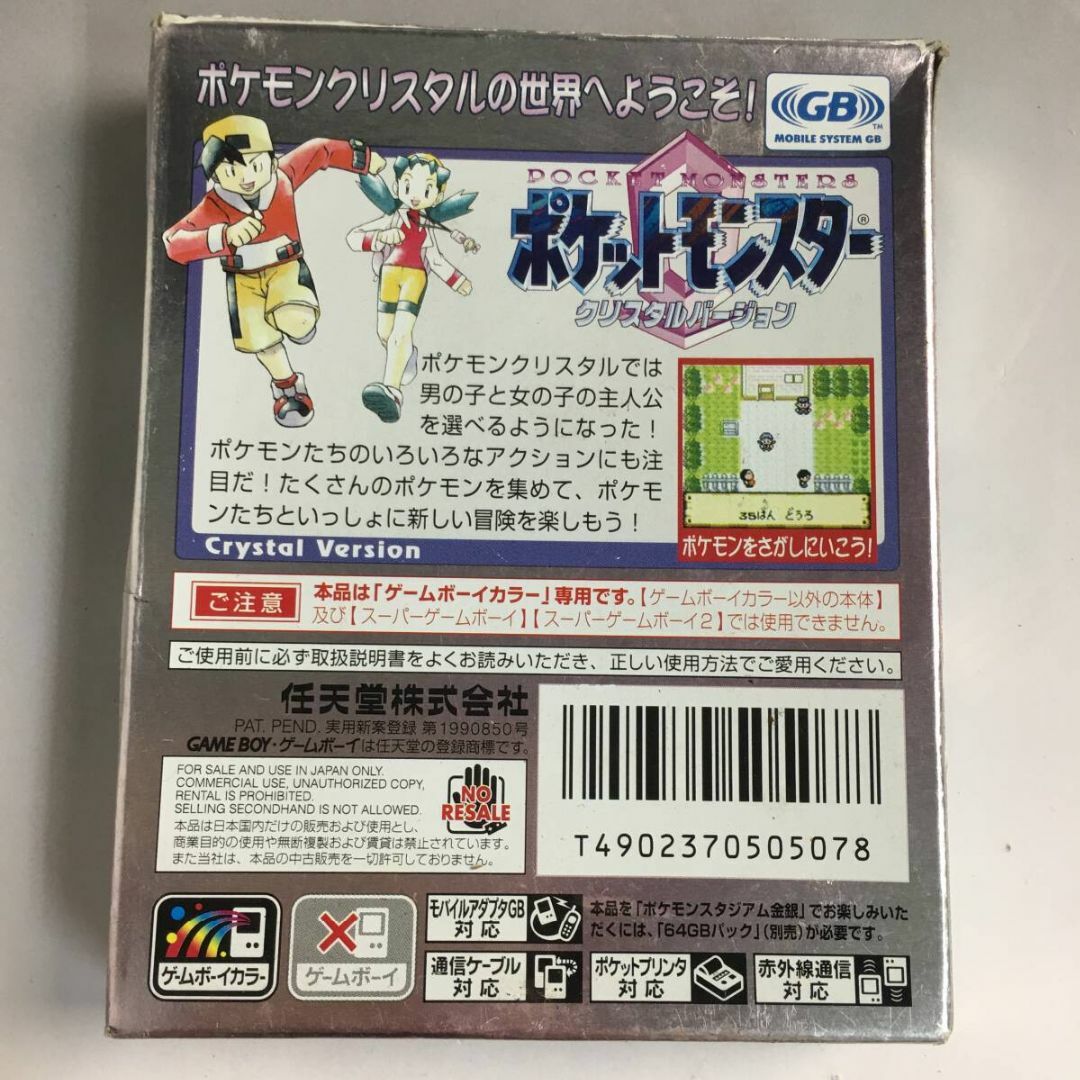 ポケモンクリスタルの世界へようこそ!
GB
TM
MOBILE SYSTEM GB
POCKET MONSTERS
ポケットモンスター®
クリスタルバージョン
ポケモンクリスタルでは
男の子と女の子の主人公
を選べるようになった!
ポケモンたちのいろいろなアクションにも注
目だ!たくさんのポケモンを集めて、ポケモ
ンたちといっしょに新しい冒険を楽しもう!
35ばん どうろ
ポケモンをさがしにいこう!
Crystal Version
ご注意
本品は「ゲームボーイカラー」専用です。【ゲームボーイカラー以外の本体】
及び【スーパーゲームボーイ】【スーパーゲームボーイ2】では使用できません。
ご使用前に必ず取扱説明書をよくお読みいただき、正しい使用方法でご愛用ください。
任天堂株式会社
PAT. PEND. 実用新案登録 第1990850号
GAME BOY・ゲームボーイは任天堂の登録商標です。
FOR SALE AND USE IN JAPAN ONLY.
COMMERCIAL USE, UNAUTHORIZED COPY,
RENTAL IS PROHIBITED.
SELLING SECONDHAND IS NOT ALLOWED.
本品は日本国内だけの販売および使用とし、
商業目的の使用や無断複製および賃貸は禁止されています。
また当社は、本品の中古販売を一切許可しておりません。
NO
RESALE
T4902370505078
ゲームボーイカラー
ゲームボーイ
モバイルアダプタGB
対応
本品を「ポケモンスタジアム金銀」でお楽しみいた
だくには、「64GBパック」(別売)が必要です。
通信ケーブル
対応
ポケットプリンタ
対応
赤外線通信
対応